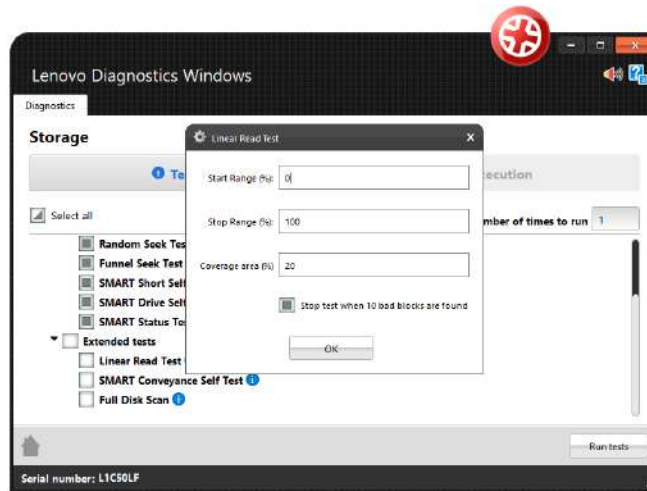 Lenovo Diagnostics Windows
Diagnostics
Storage
Te
ecution
Select all
mber of times to run 1
Random Seek Tes
Funnel Seek Test
SMART Short Self
SMART Drive Self
SMART Status Te
Extended tests
Linear Read Test
SMART Conveyance Self Test
Full Disk Scan
Linear Read Test
X
Start Range (%): 0
Stop Range (%): 100
Coverage area (%) 20
Stop test when 10 bad blocks are found
OK
Run tests
Serial number: L1C50LF